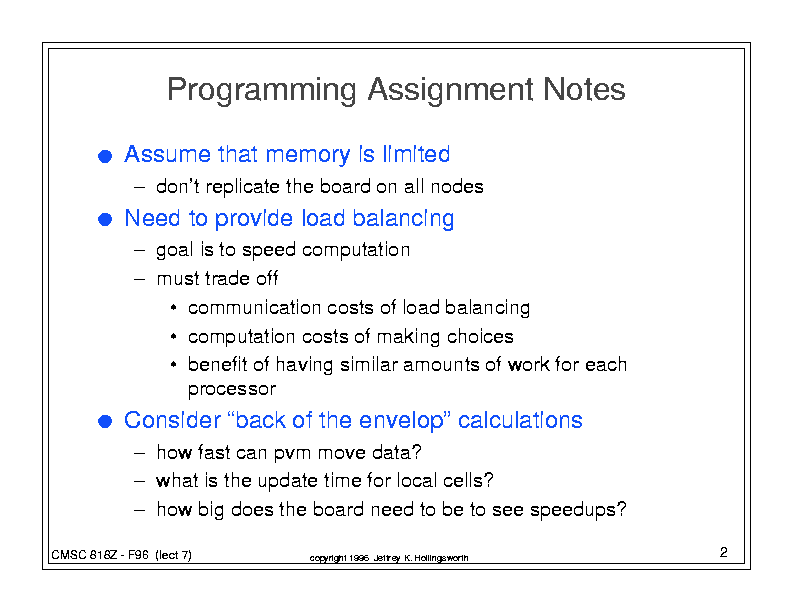 Programming Assignment Notes
● Assume that memory is limited
– don't replicate the board on all nodes
● Need to provide load balancing
– goal is to speed computation
– must trade off
• communication costs of load balancing
• computation costs of making choices
• benefit of having similar amounts of work for each
processor
● Consider “back of the envelop” calculations
– how fast can pvm move data?
– what is the update time for local cells?
– how big does the board need to be to see speedups?
CMSC 818Z - F96 (lect 7)
copyright 1996 Jeffrey K. Hollingsworth
2